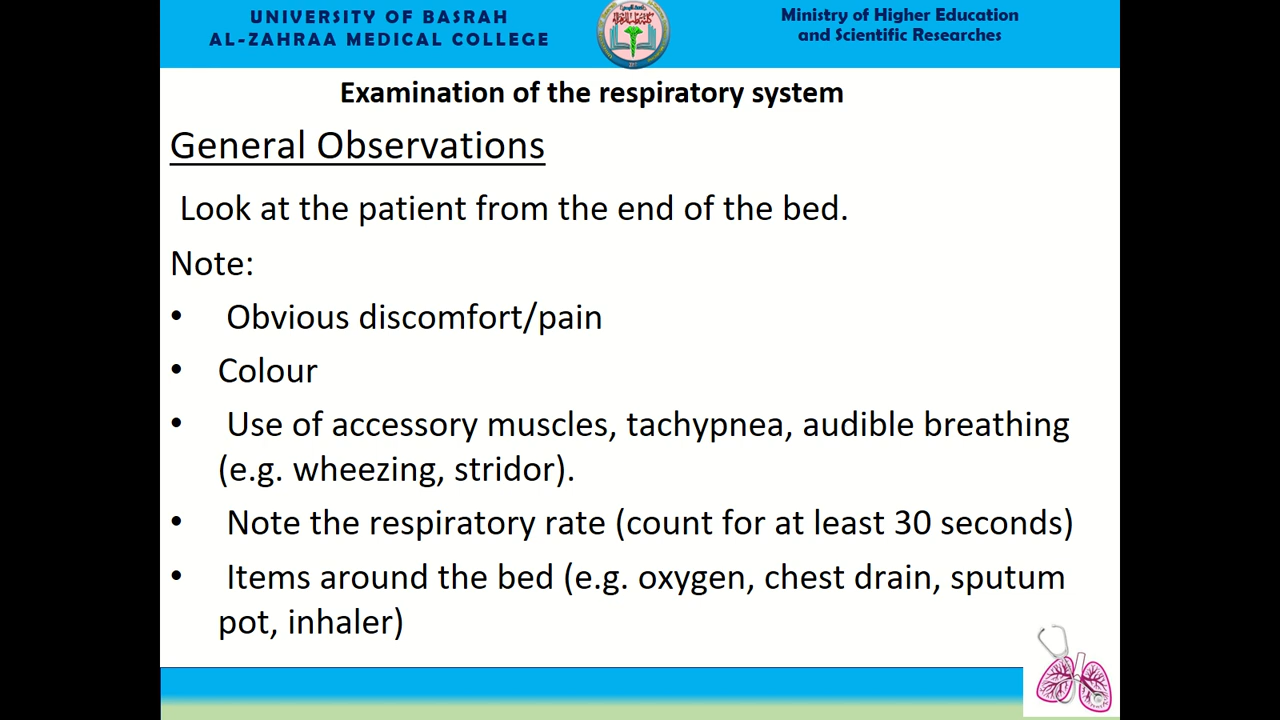 UNIVERSITY OF BASRAH
AL-ZAHRAA MEDICAL COLLEGE
Ministry of Higher Education
and Scientific Researches
Examination of the respiratory system
General Observations
Look at the patient from the end of the bed.
Note:
• Obvious discomfort/pain
• Colour
• Use of accessory muscles, tachypnea, audible breathing
(e.g. wheezing, stridor).
• Note the respiratory rate (count for at least 30 seconds)
• Items around the bed (e.g. oxygen, chest drain, sputum
pot, inhaler)